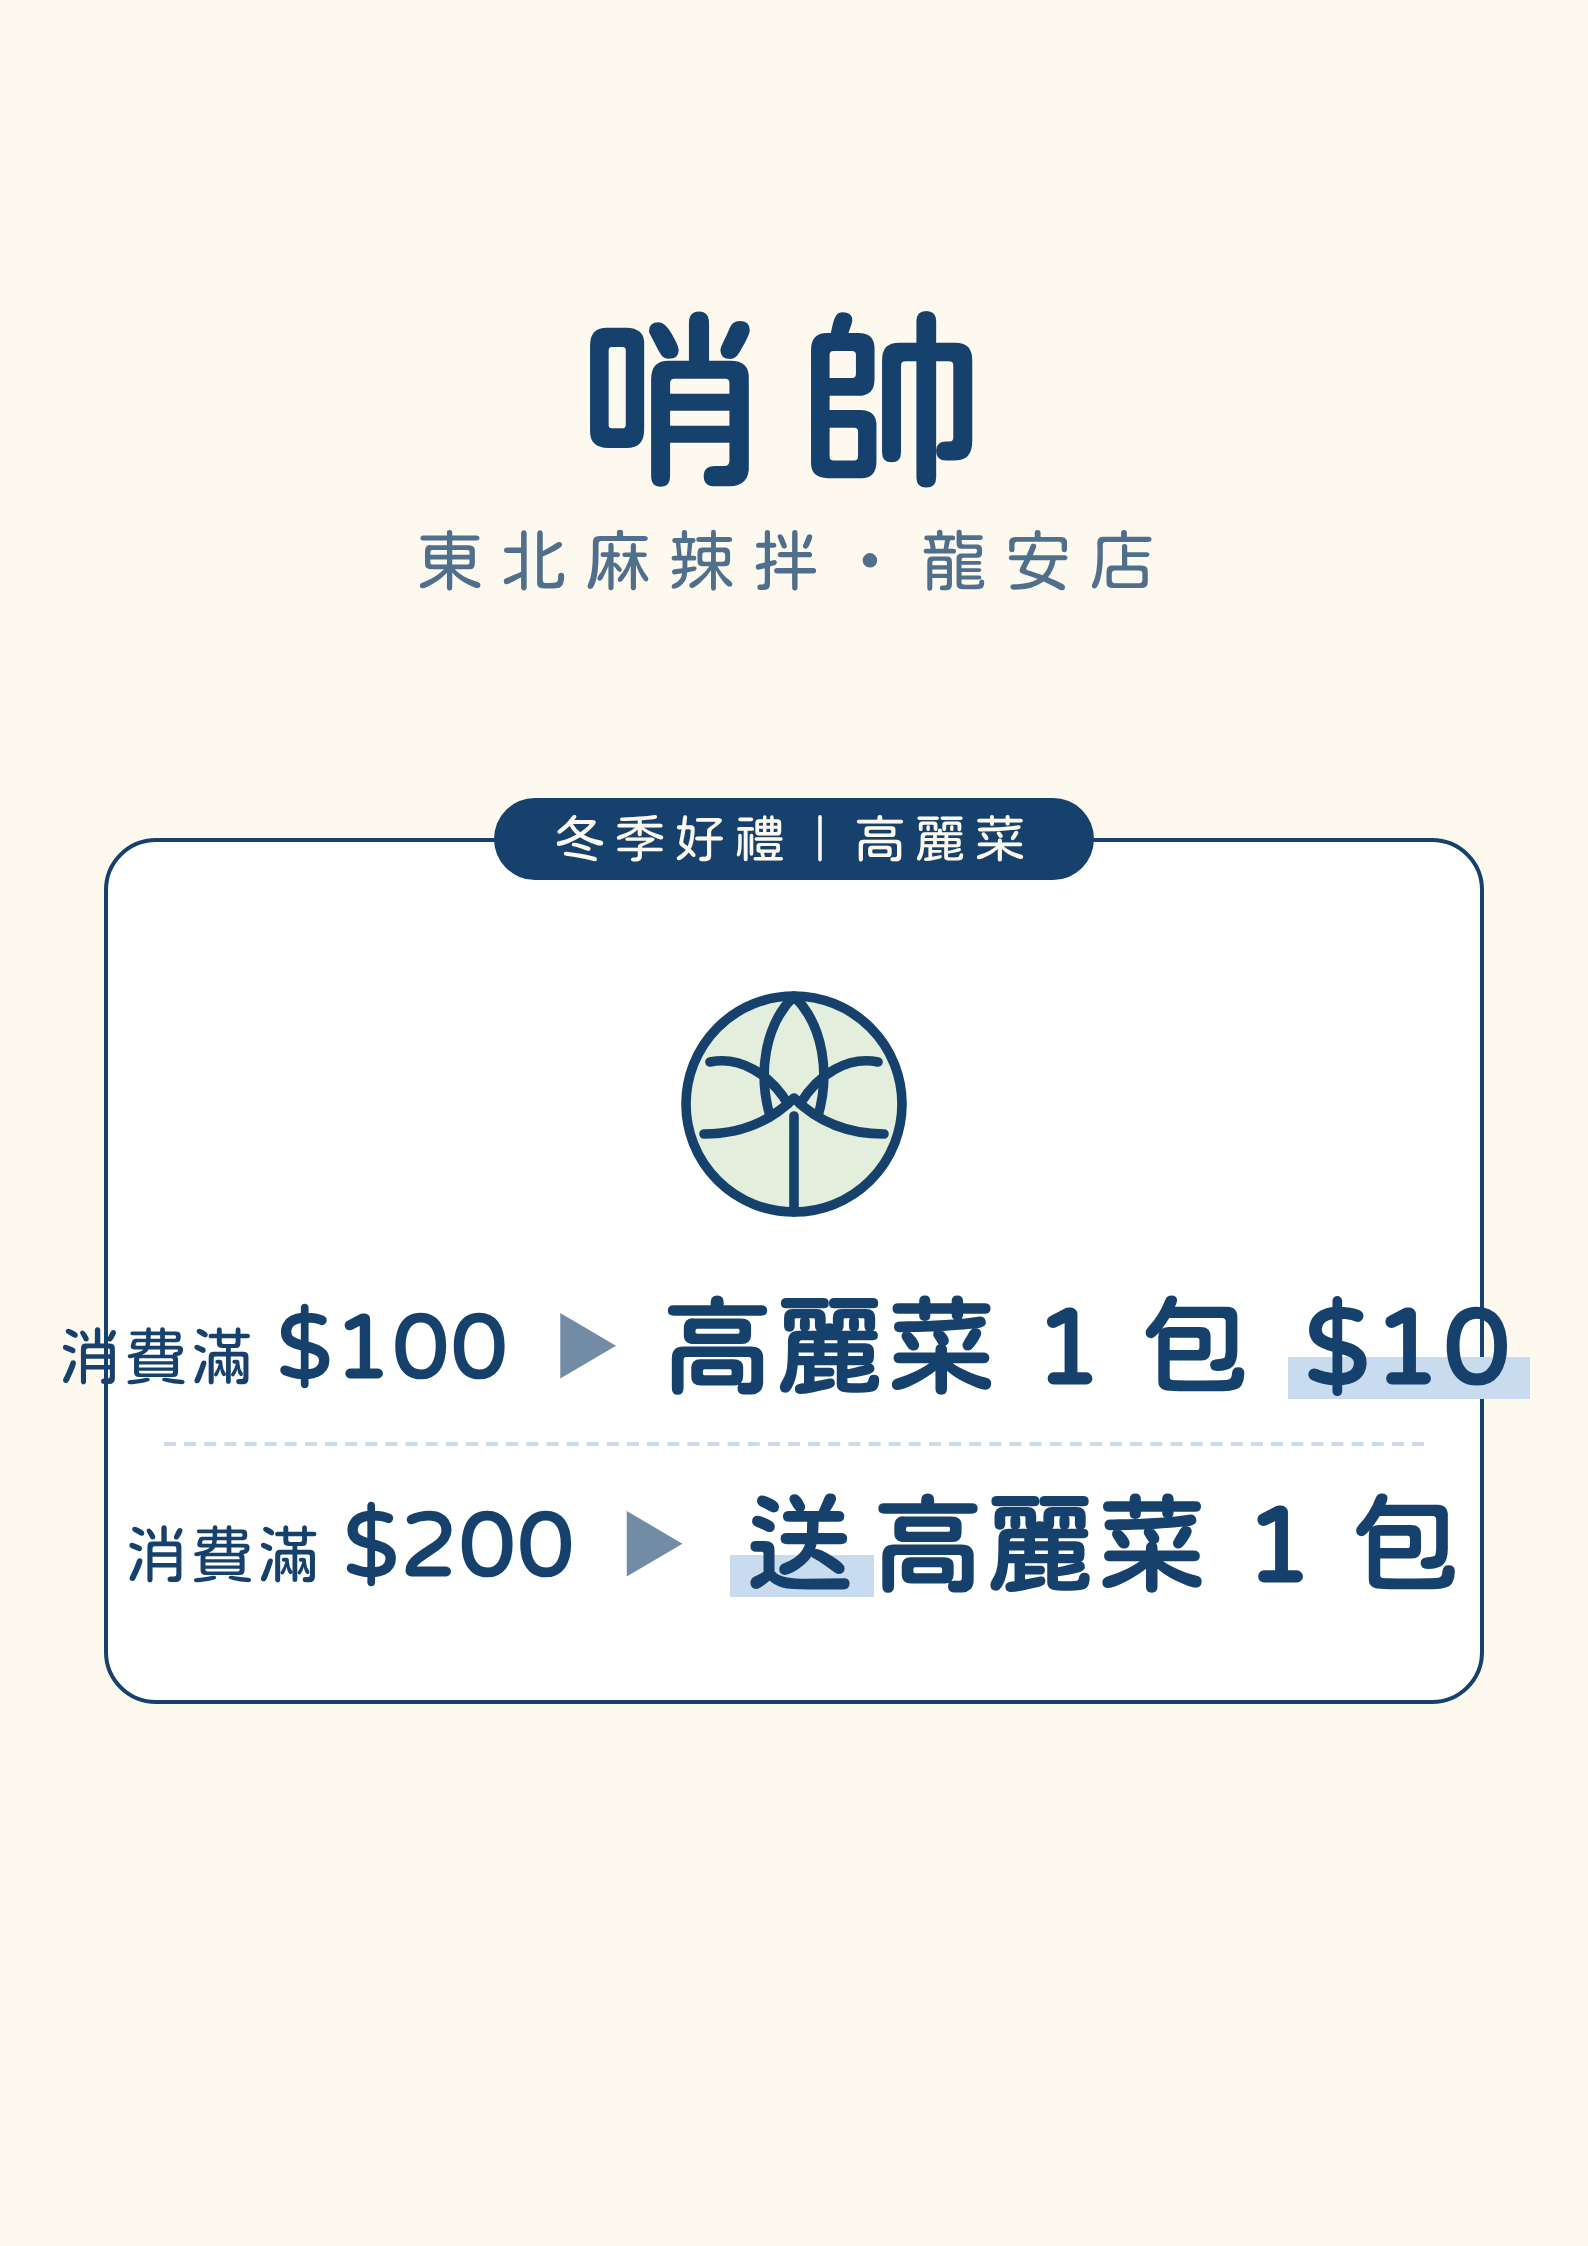 哨帥
東北麻辣拌・龍安店
冬季好禮｜高麗菜
消費滿 $100 ▶ 高麗菜 1 包 $10
消費滿 $200 ▶ 送高麗菜 1 包